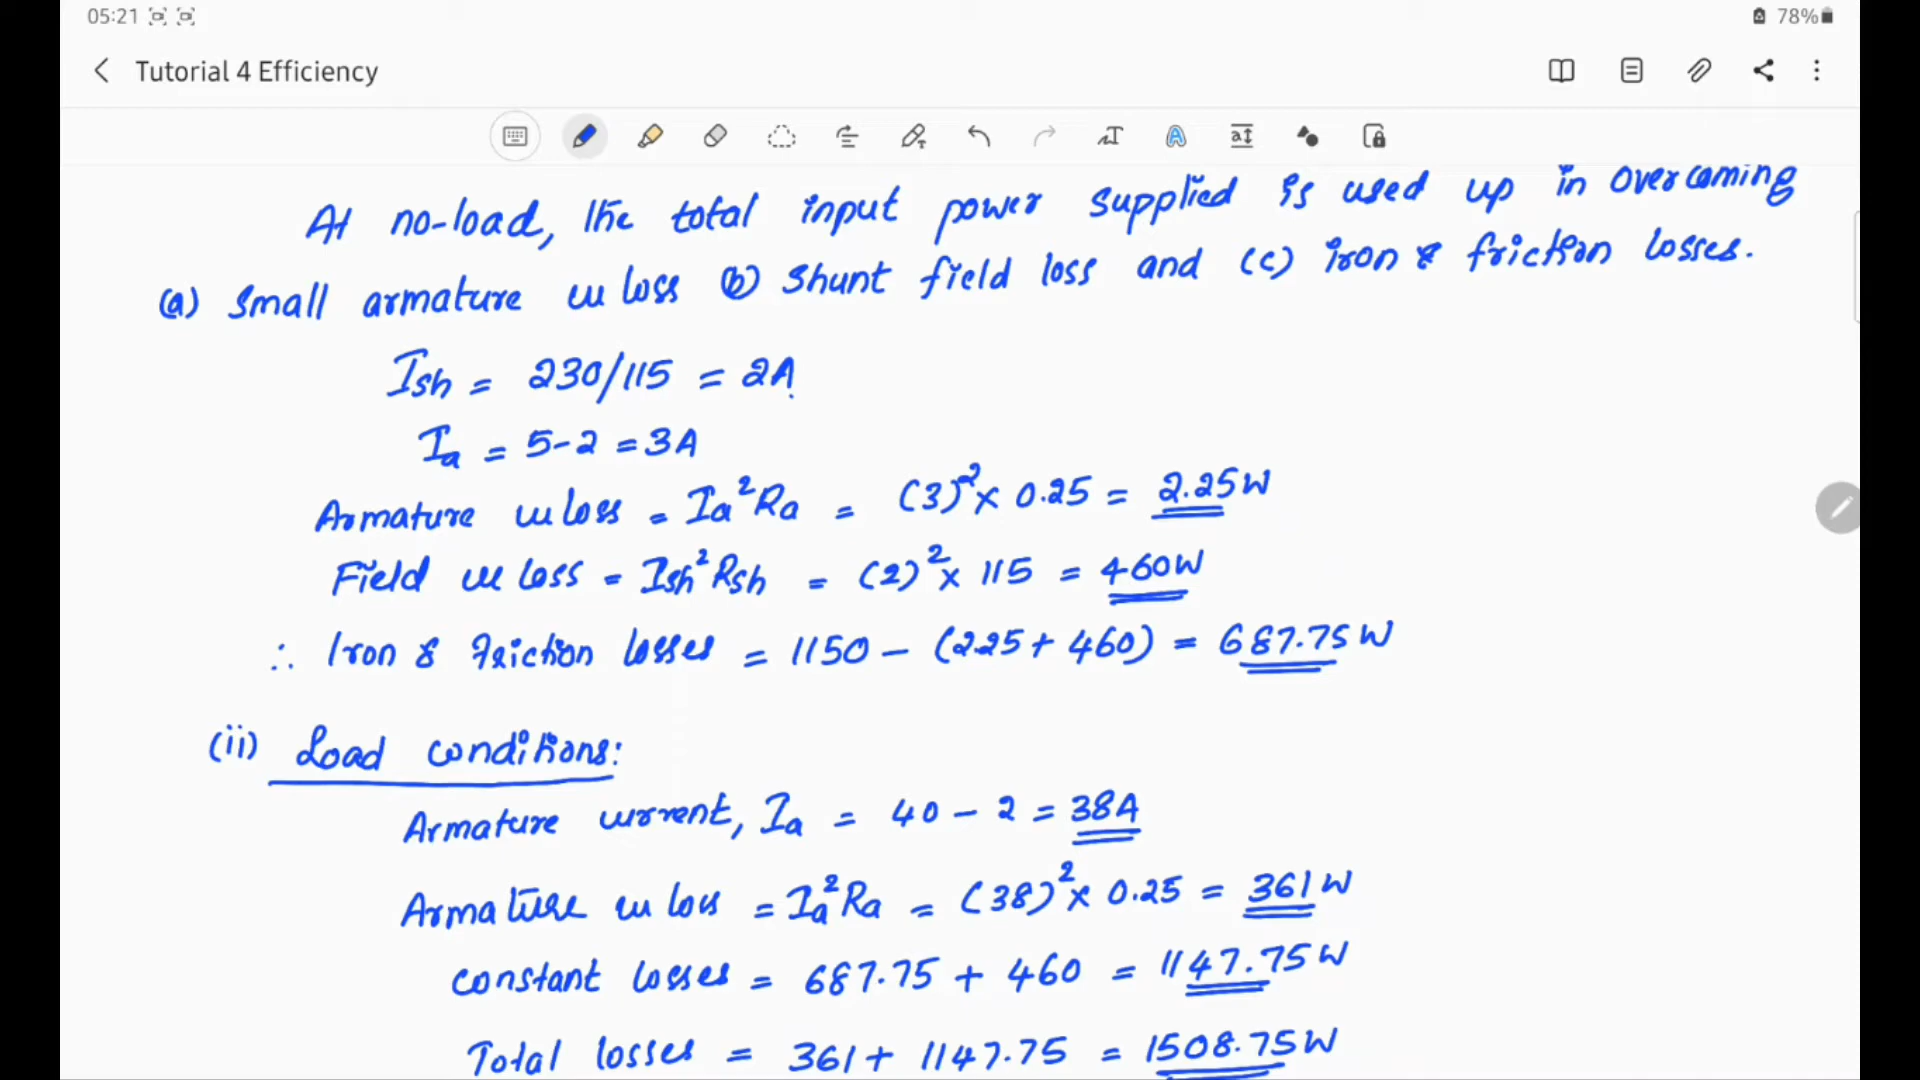 05:21
78%
Tutorial 4 Efficiency
At no-load, the total input power supplied is used up in overcoming
(a) Small armature cu loss (b) Shunt field loss and (c) iron & friction losses.
Ish = 230/115 = 2A
Ia = 5-2 = 3A
Armature cu loss = Ia²Ra = (3)² x 0.25 = 2.25W
Field cu loss = Ish²Rsh = (2)² x 115 = 460W
∴ Iron & Friction losses = 1150 - (2.25 + 460) = 687.75W
(ii) Load conditions:
Armature current, Ia = 40 - 2 = 38A
Armature cu loss = Ia²Ra = (38)² x 0.25 = 361W
constant losses = 687.75 + 460 = 1147.75W
Total losses = 361 + 1147.75 = 1508.75W